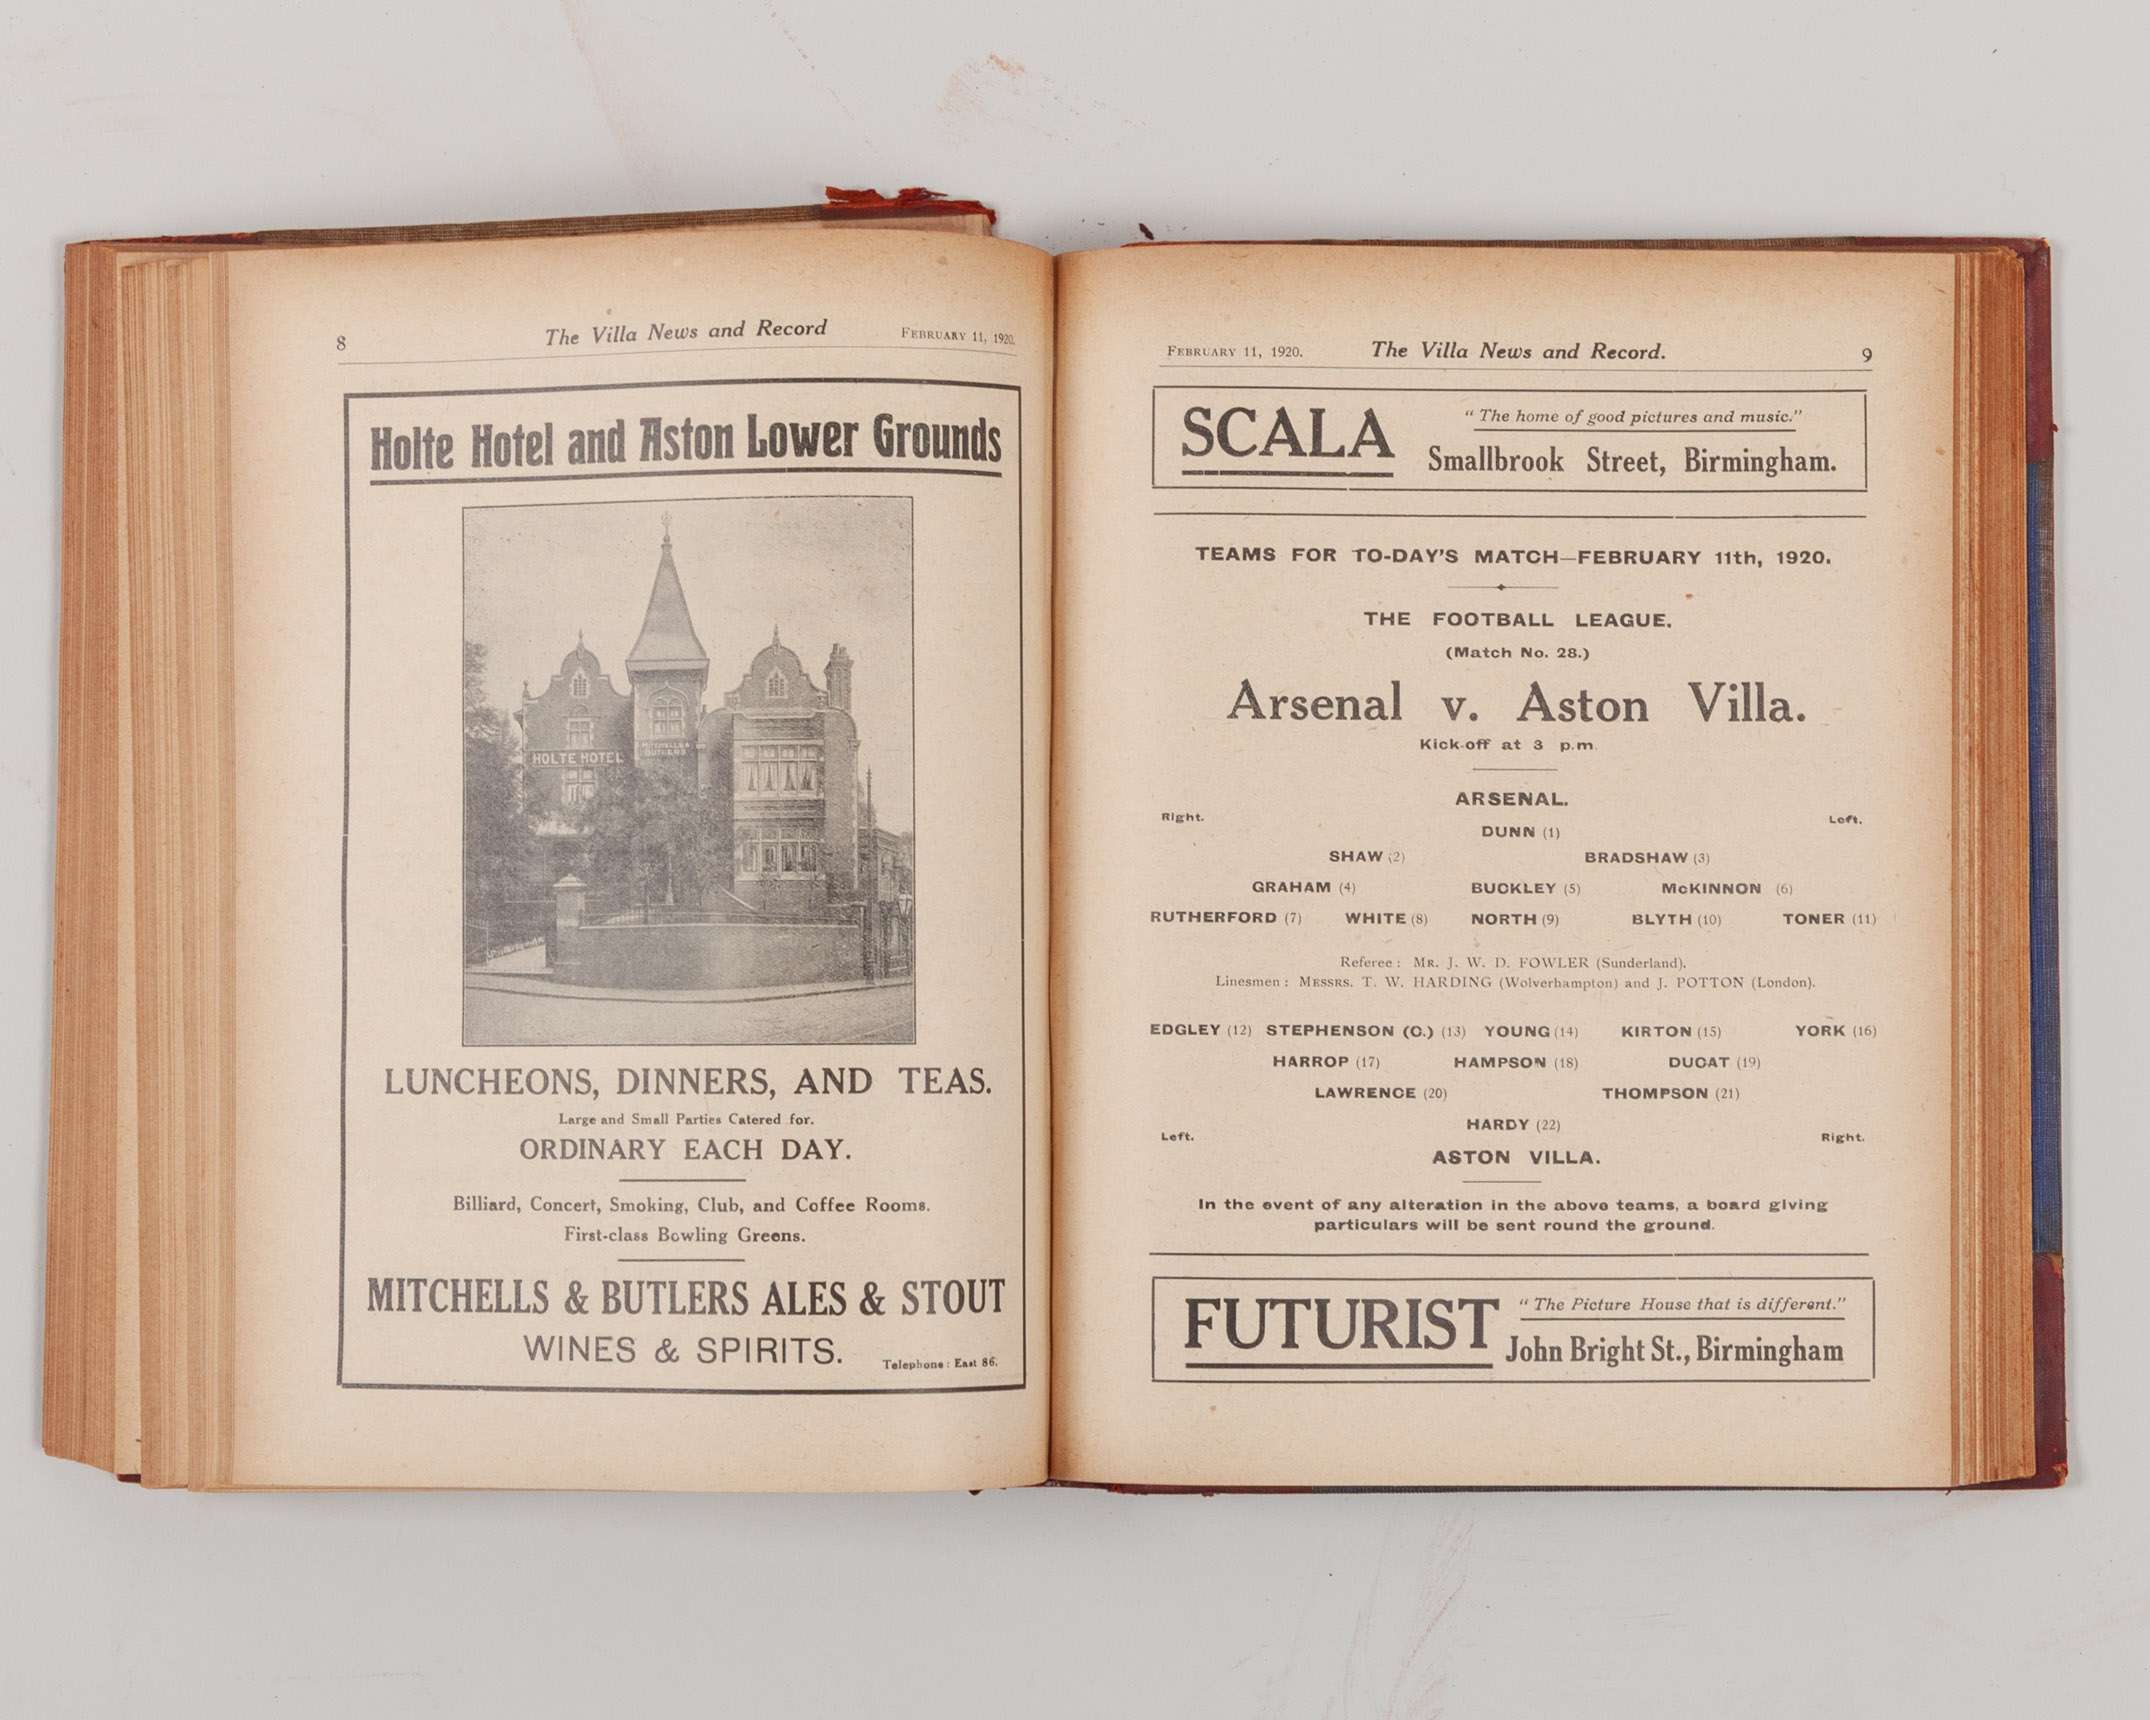 8 The Villa News and Record FEBRUARY 11, 1920.
Holte Hotel and Aston Lower Grounds
HOLTE HOTEL
MITCHELLS &
BUTLERS
LUNCHEONS, DINNERS, AND TEAS.
Large and Small Parties Catered for.
ORDINARY EACH DAY.
Billiard, Concert, Smoking, Club, and Coffee Rooms.
First-class Bowling Greens.
MITCHELLS & BUTLERS ALES & STOUT
WINES & SPIRITS.
Telephone: East 86.
FEBRUARY 11, 1920. The Villa News and Record. 9
SCALA
"The home of good pictures and music."
Smallbrook Street, Birmingham.
TEAMS FOR TO-DAY'S MATCH—FEBRUARY 11th, 1920.
THE FOOTBALL LEAGUE.
(Match No. 28.)
Arsenal v. Aston Villa.
Kick-off at 3 p.m.
ARSENAL.
Right. Left.
DUNN (1)
SHAW (2) BRADSHAW (3)
GRAHAM (4) BUCKLEY (5) McKINNON (6)
RUTHERFORD (7) WHITE (8) NORTH (9) BLYTH (10) TONER (11)
Referee: MR. J. W. D. FOWLER (Sunderland).
Linesmen: MESSRS. T. W. HARDING (Wolverhampton) and J. POTTON (London).
EDGLEY (12) STEPHENSON (C.) (13) YOUNG (14) KIRTON (15) YORK (16)
HARROP (17) HAMPSON (18) DUCAT (19)
LAWRENCE (20) THOMPSON (21)
HARDY (22)
Left. Right.
ASTON VILLA.
In the event of any alteration in the above teams, a board giving
particulars will be sent round the ground.
FUTURIST
"The Picture House that is different."
John Bright St., Birmingham